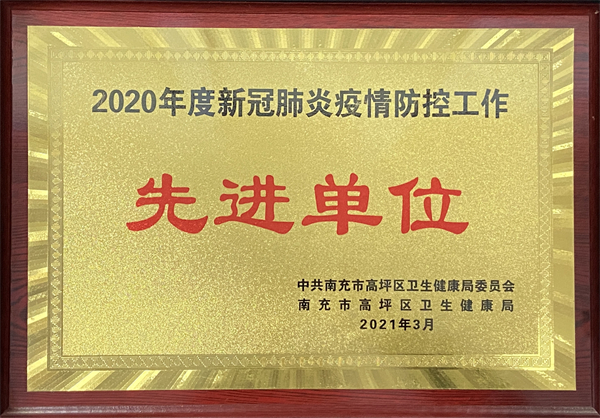 2020年度新冠肺炎疫情防控工作
先进单位
中共南充市高坪区卫生健康局委员会
南充市高坪区卫生健康局
2021年3月